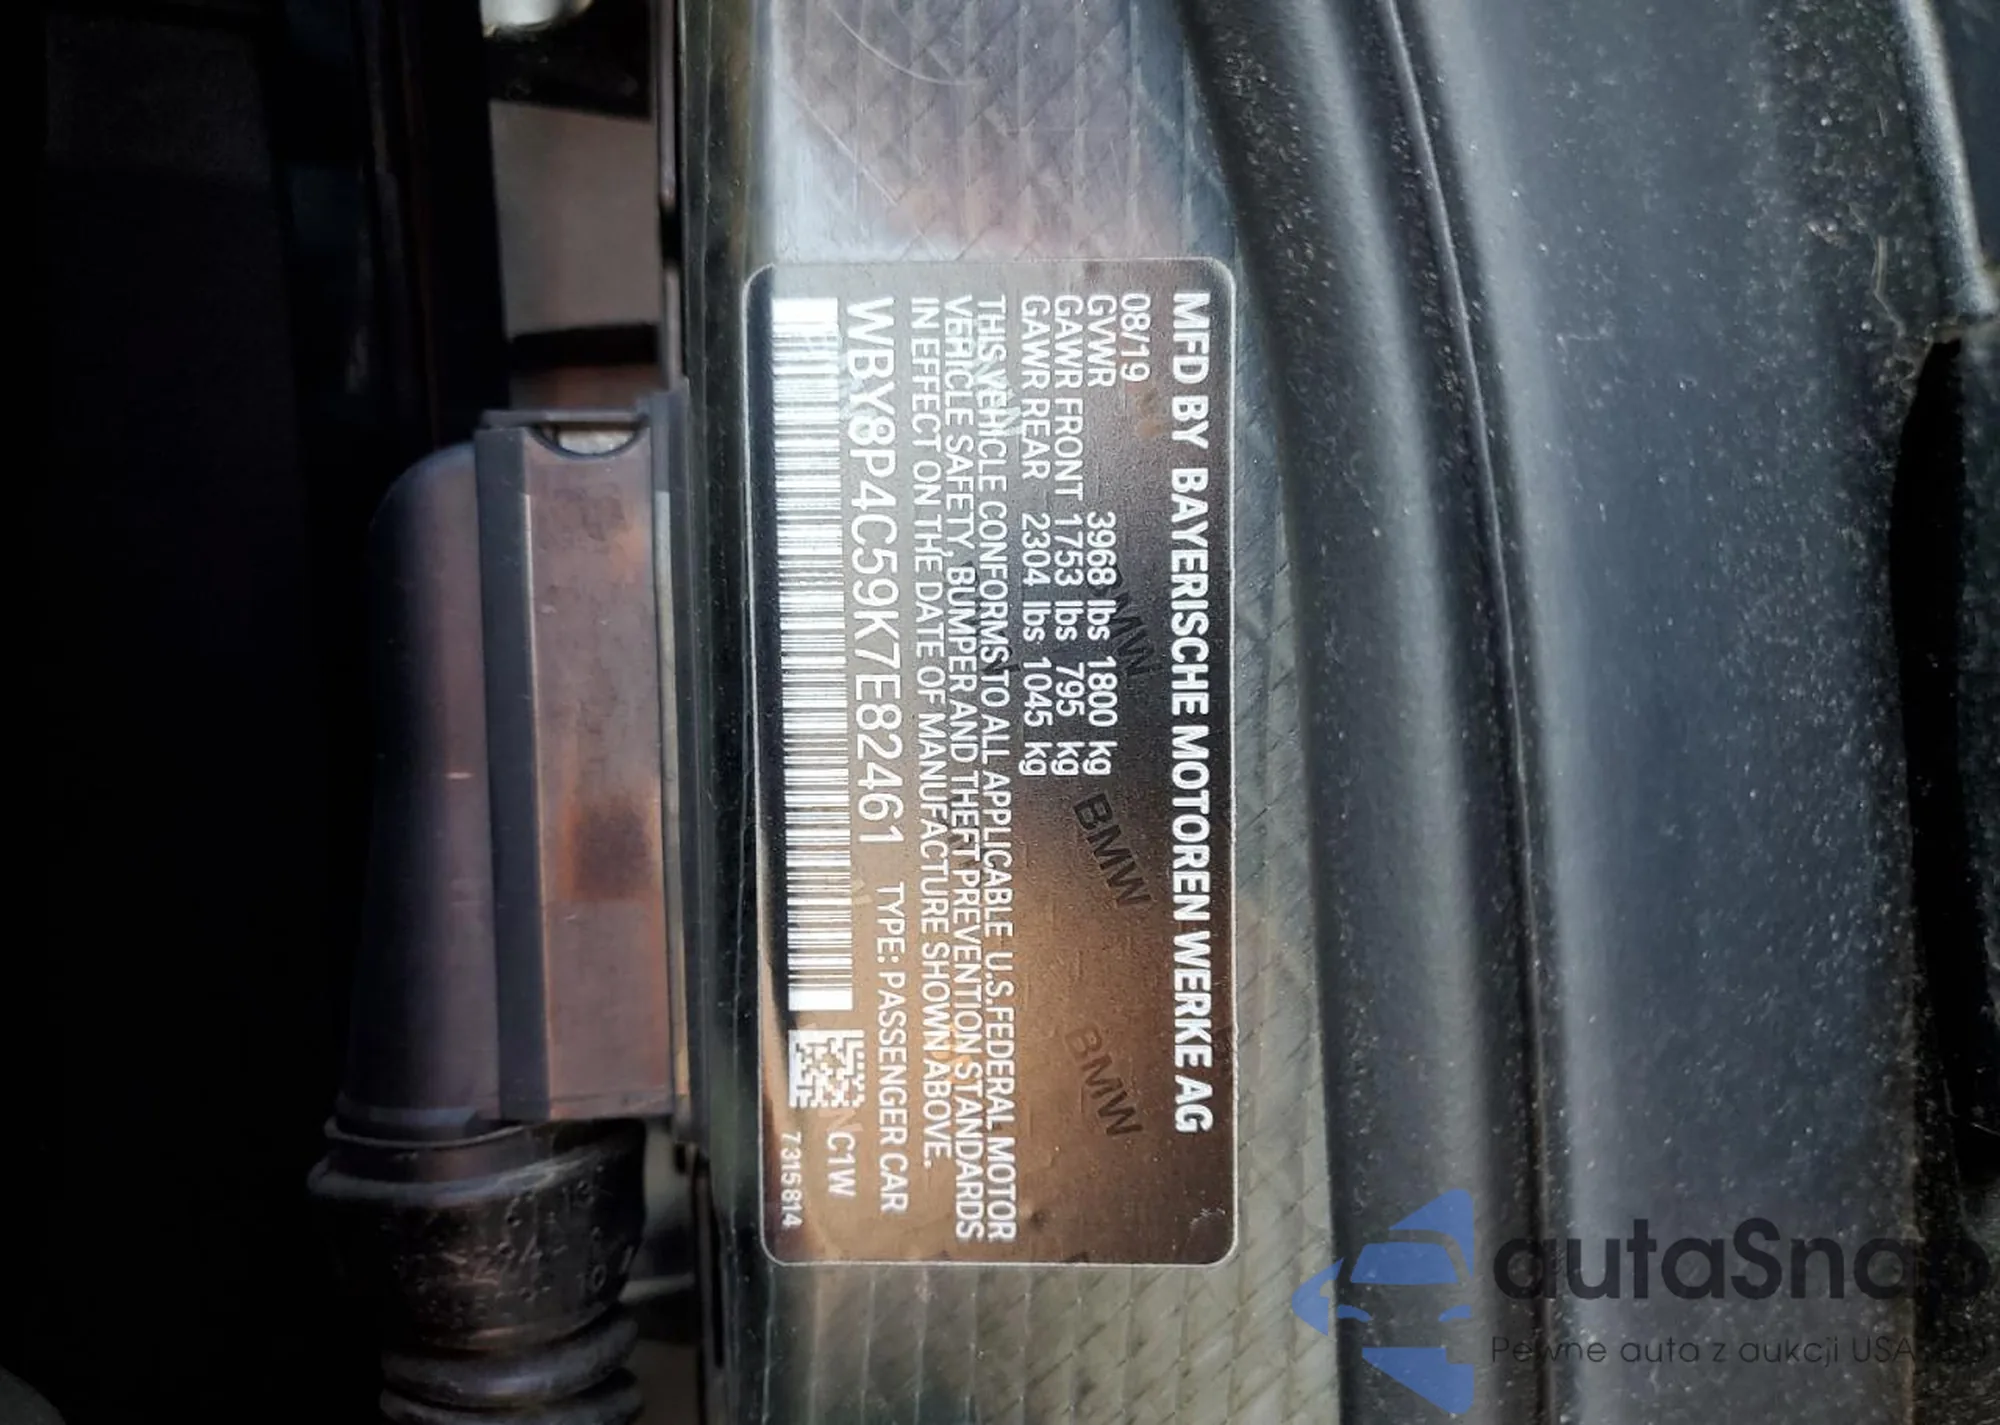 MFD BY BAYERISCHE MOTOREN WERKE AG
08/19
GVWR 3968 lbs 1800 kg
GAWR FRONT 1753 lbs 795 kg
GAWR REAR 2304 lbs 1045 kg
THIS VEHICLE CONFORMS TO ALL APPLICABLE U.S.FEDERAL MOTOR
VEHICLE SAFETY, BUMPER AND THEFT PREVENTION STANDARDS
IN EFFECT ON THE DATE OF MANUFACTURE SHOWN ABOVE.
WBY8P4C59K7E82461 TYPE: PASSENGER CAR
C1W
7315814
BMW
BMW
BMW
autaSnap
Pewne auta z aukcji USA